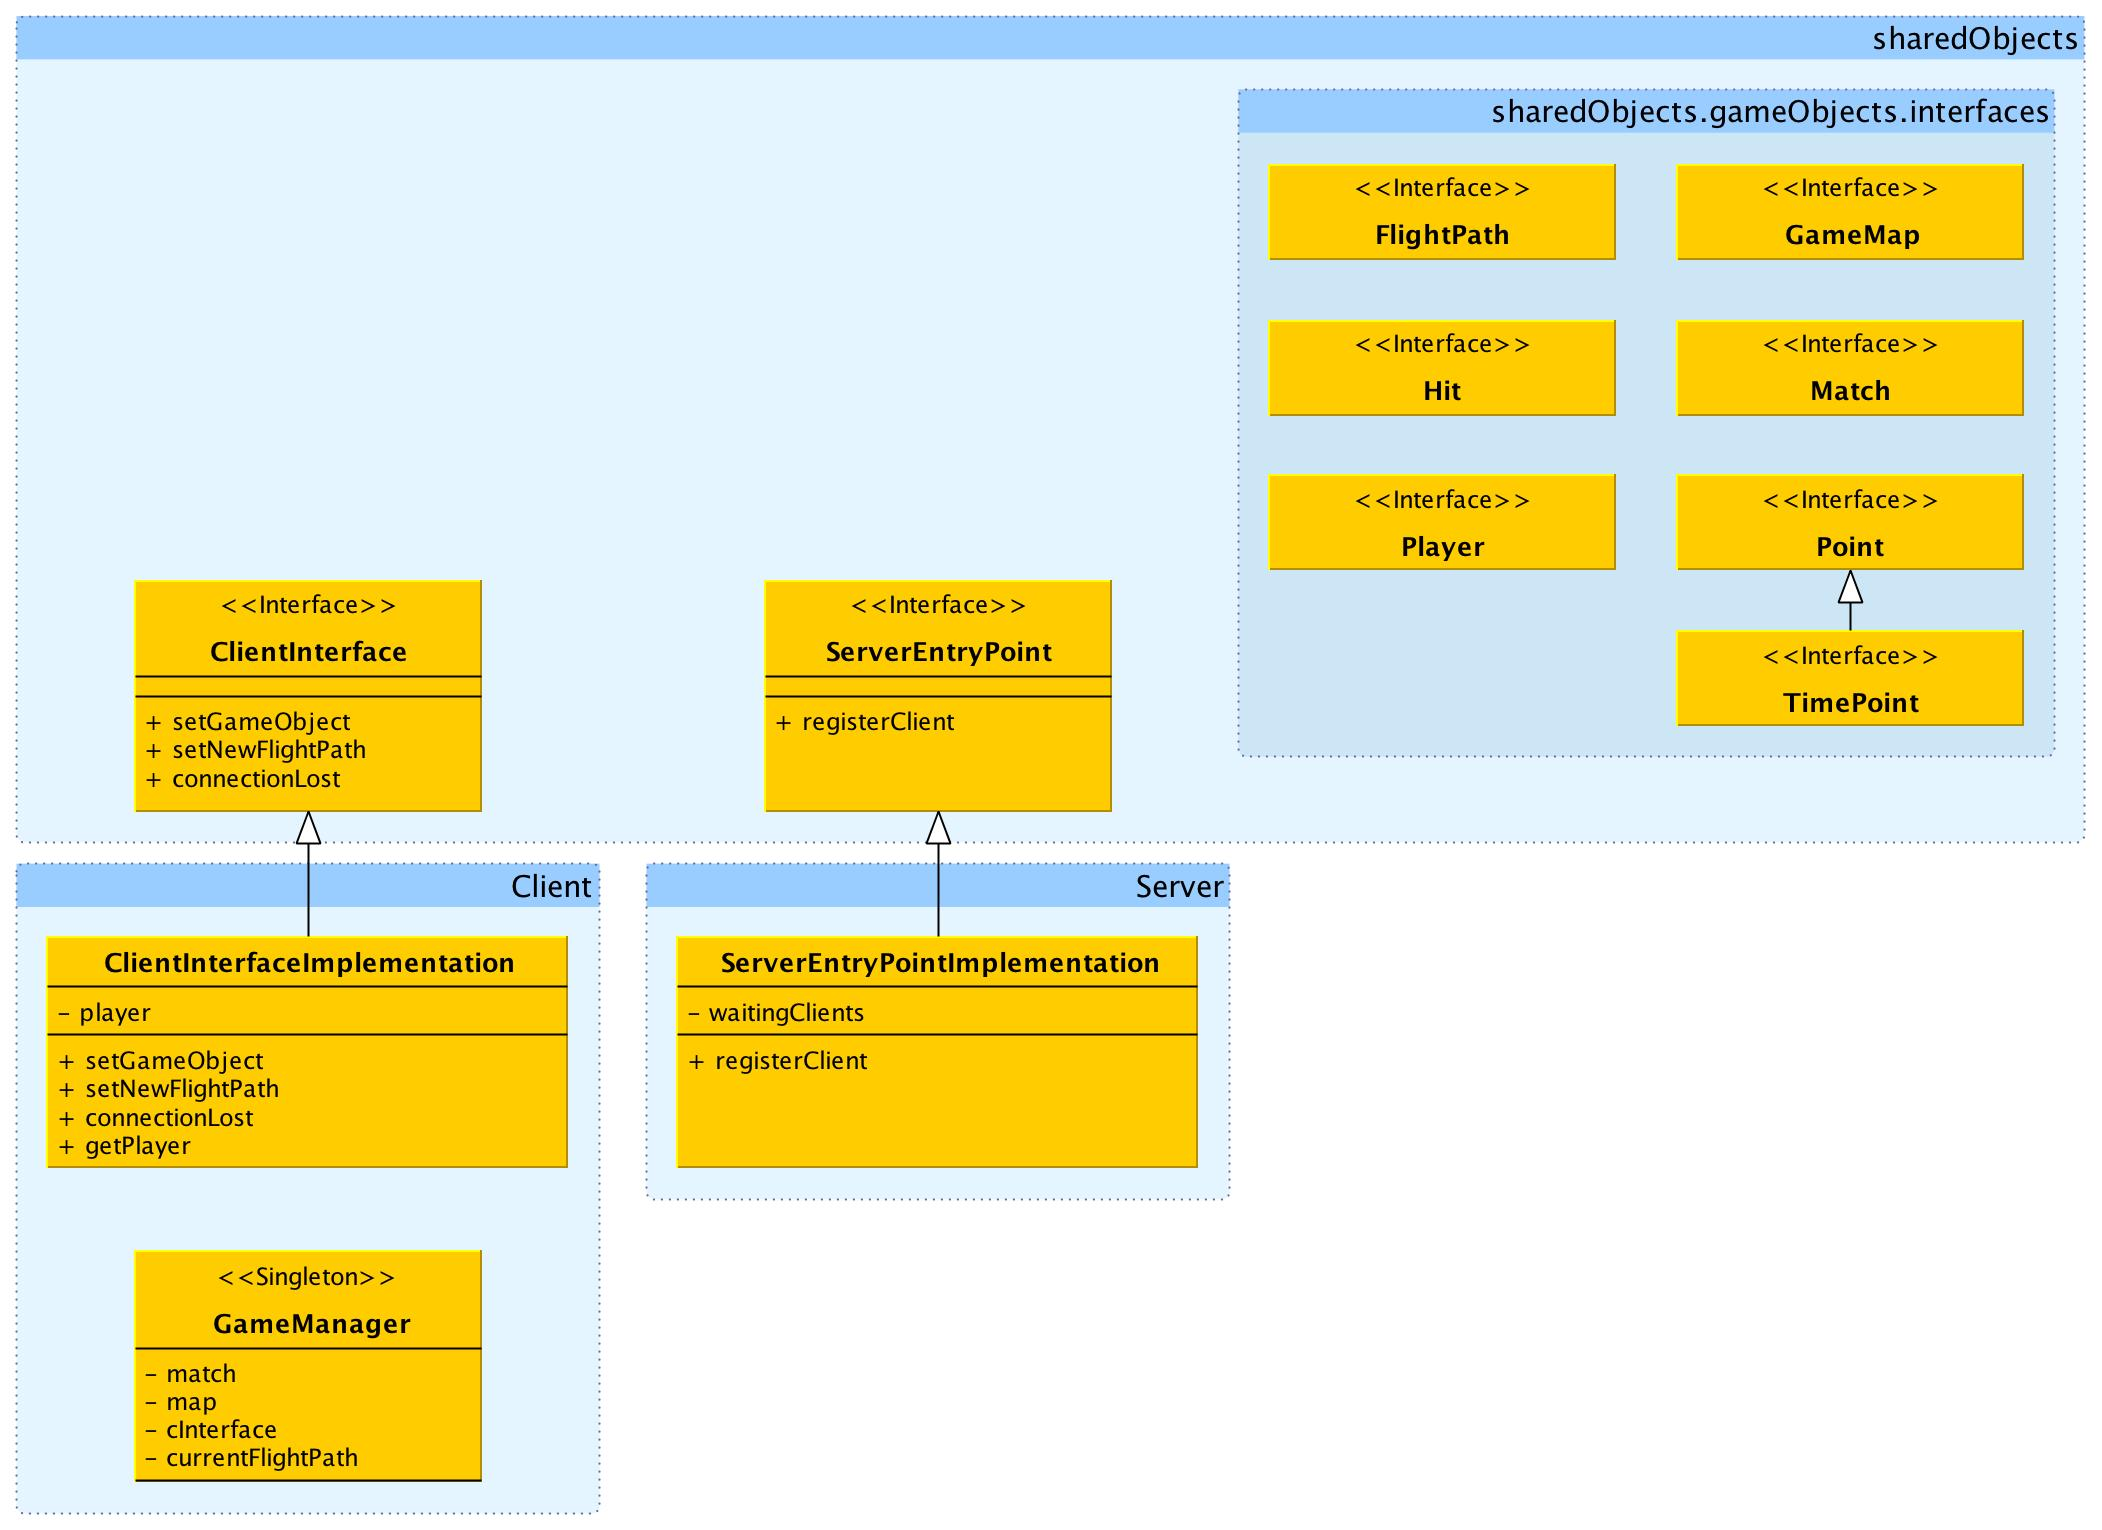 sharedObjects
sharedObjects.gameObjects.interfaces
<<Interface>>
FlightPath
<<Interface>>
GameMap
<<Interface>>
Hit
<<Interface>>
Match
<<Interface>>
Player
<<Interface>>
Point
<<Interface>>
TimePoint
<<Interface>>
ClientInterface
+ setGameObject
+ setNewFlightPath
+ connectionLost
<<Interface>>
ServerEntryPoint
+ registerClient
Client
ClientInterfaceImplementation
- player
+ setGameObject
+ setNewFlightPath
+ connectionLost
+ getPlayer
<<Singleton>>
GameManager
- match
- map
- cInterface
- currentFlightPath
Server
ServerEntryPointImplementation
- waitingClients
+ registerClient